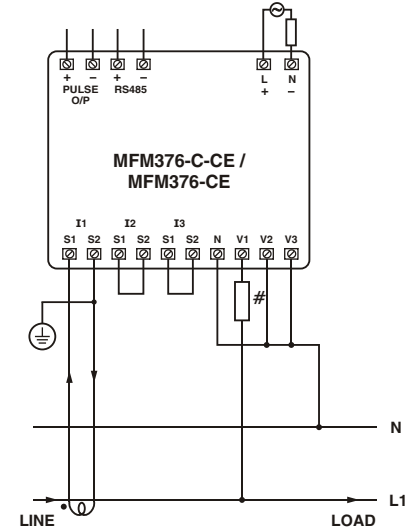 L N
+ - + - + -
PULSE RS485
O/P
MFM376-C-CE /
MFM376-CE
I1 I2 I3
S1 S2 S1 S2 S1 S2 N V1 V2 V3
#
N
L1
LINE LOAD